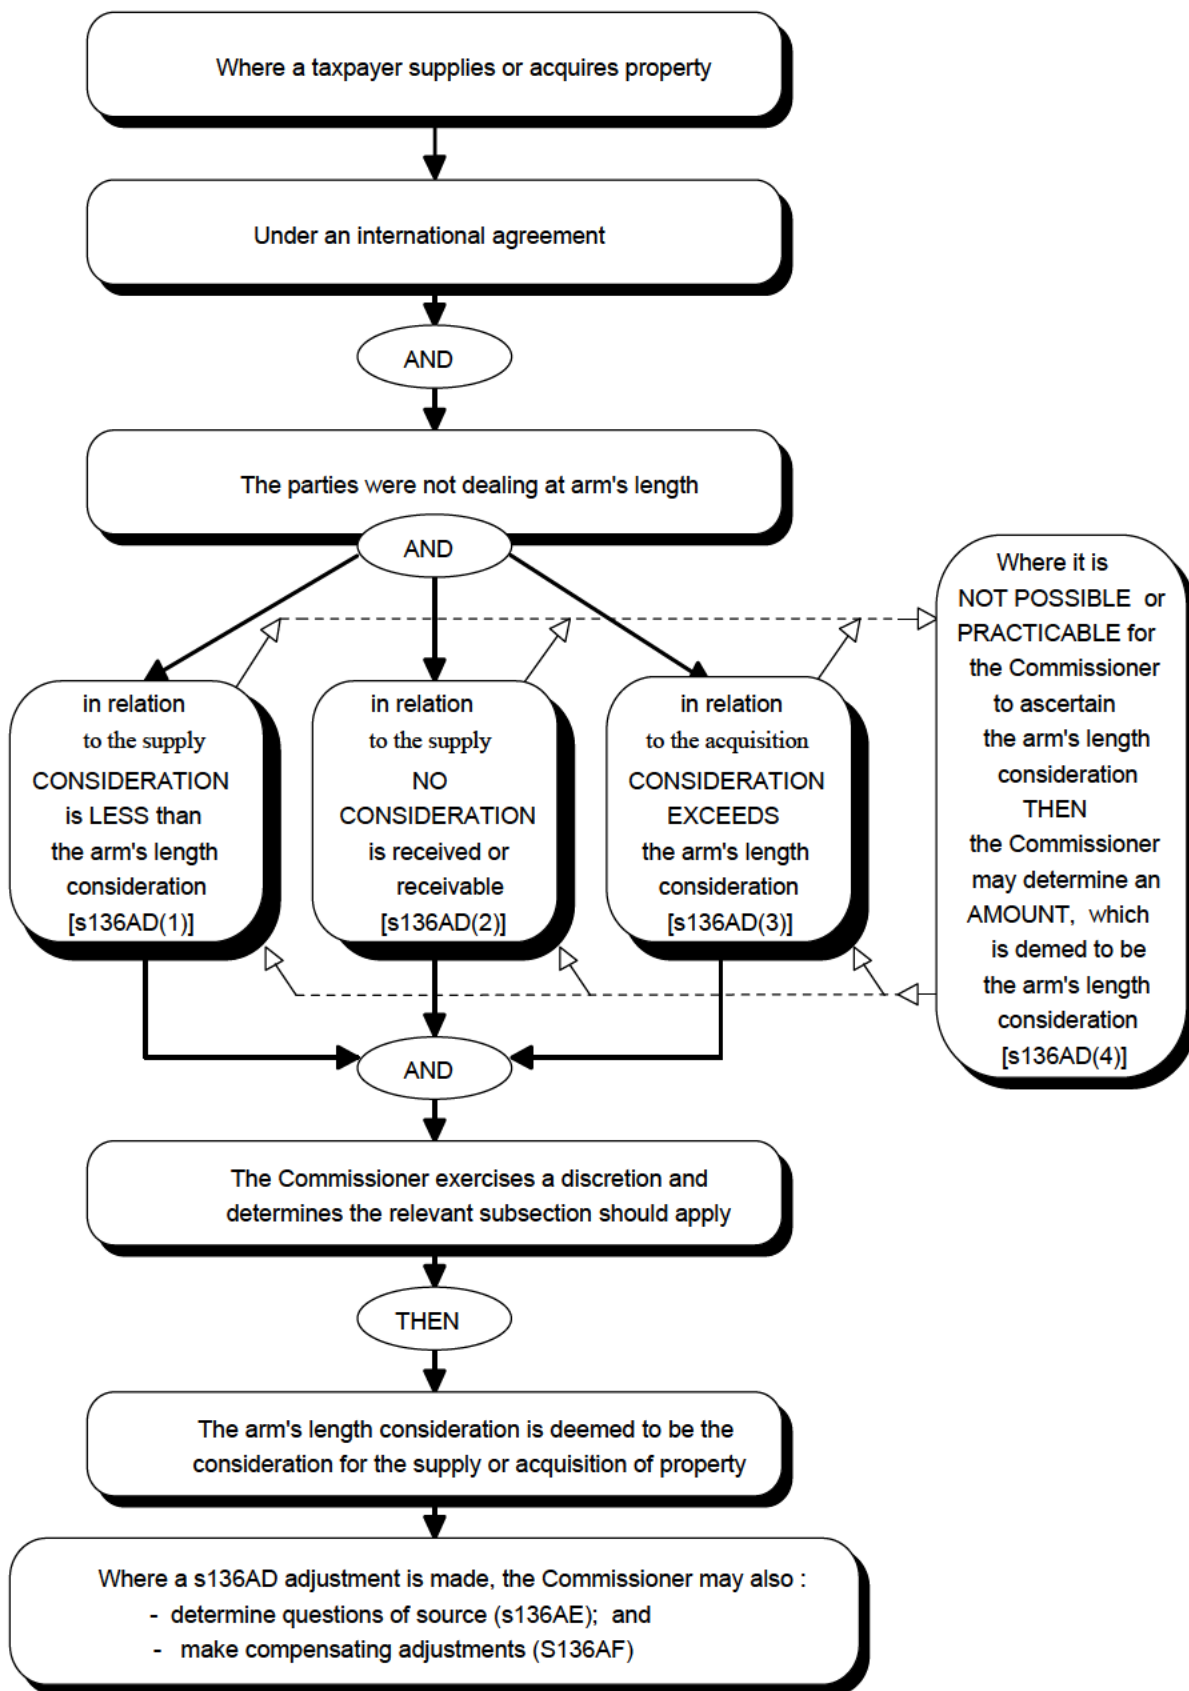 Where a taxpayer supplies or acquires property
Under an international agreement
AND
The parties were not dealing at arm's length
AND
in relation
to the supply
CONSIDERATION
is LESS than
the arm's length
consideration
[s136AD(1)]
in relation
to the supply
NO
CONSIDERATION
is received or
receivable
[s136AD(2)]
in relation
to the acquisition
CONSIDERATION
EXCEEDS
the arm's length
consideration
[s136AD(3)]
Where it is
NOT POSSIBLE or
PRACTICABLE for
the Commissioner
to ascertain
the arm's length
consideration
THEN
the Commissioner
may determine an
AMOUNT, which
is demed to be
the arm's length
consideration
[s136AD(4)]
AND
The Commissioner exercises a discretion and
determines the relevant subsection should apply
THEN
The arm's length consideration is deemed to be the
consideration for the supply or acquisition of property
Where a s136AD adjustment is made, the Commissioner may also :
- determine questions of source (s136AE); and
- make compensating adjustments (S136AF)